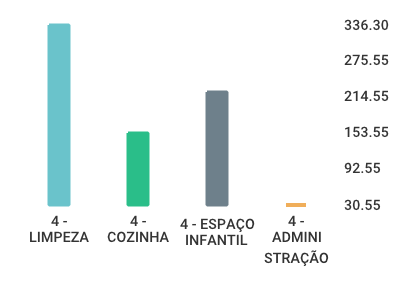 336.30
275.55
214.55
153.55
92.55
30.55
4 -
LIMPEZA
4 -
COZINHA
4 - ESPAÇO
INFANTIL
4 -
ADMINI
STRAÇÃO